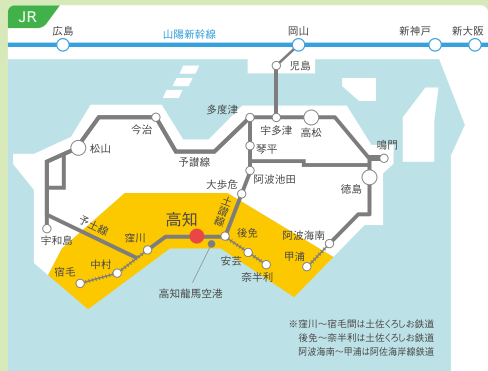 JR
広島
山陽新幹線
岡山
新神戸
新大阪
児島
多度津
今治
宇多津
高松
松山
予讃線
琴平
鳴門
大歩危
阿波池田
徳島
土讃線
高知
予土線
宇和島
窪川
後免
阿波海南
中村
安芸
甲浦
宿毛
奈半利
高知龍馬空港
※窪川～宿毛間は土佐くろしお鉄道
後免～奈半利は土佐くろしお鉄道
阿波海南～甲浦は阿佐海岸線鉄道